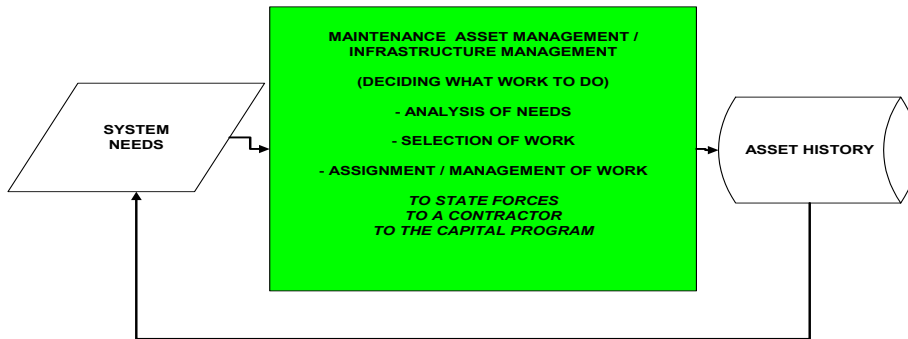 SYSTEM
NEEDS
MAINTENANCE ASSET MANAGEMENT /
INFRASTRUCTURE MANAGEMENT
(DECIDING WHAT WORK TO DO)
- ANALYSIS OF NEEDS
- SELECTION OF WORK
- ASSIGNMENT / MANAGEMENT OF WORK
TO STATE FORCES
TO A CONTRACTOR
TO THE CAPITAL PROGRAM
ASSET HISTORY